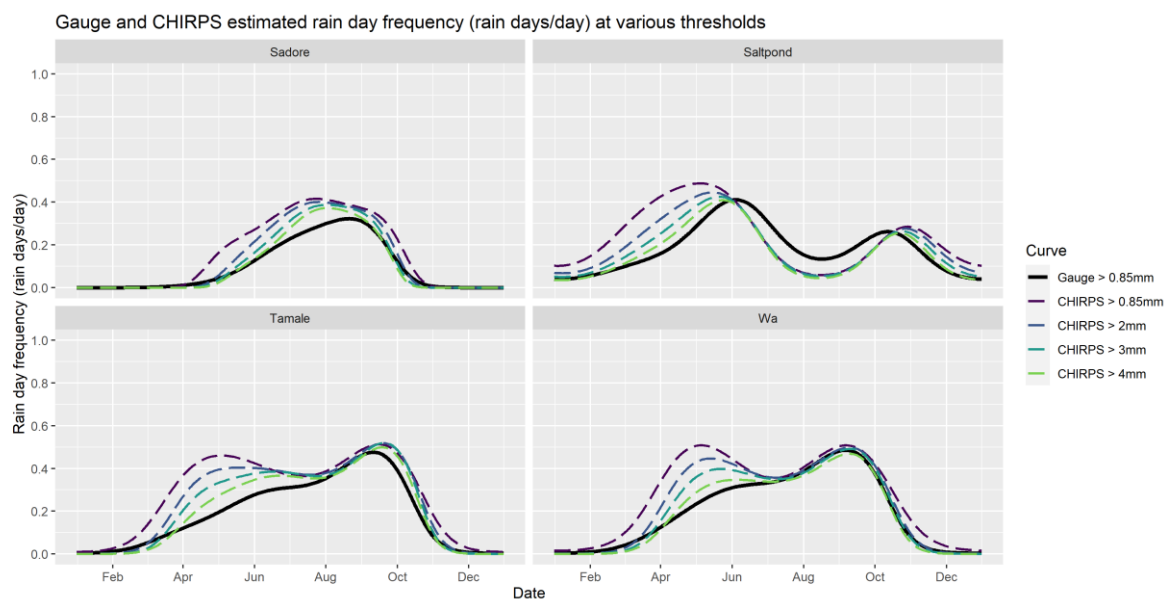 Gauge and CHIRPS estimated rain day frequency (rain days/day) at various thresholds
Sadore
Saltpond
1.0
0.8
0.6
0.4
0.2
0.0
Tamale
Wa
1.0
0.8
0.6
0.4
0.2
0.0
Rain day frequency (rain days/day)
Feb Apr Jun Aug Oct Dec Feb Apr Jun Aug Oct Dec
Date
Curve
Gauge > 0.85mm
CHIRPS > 0.85mm
CHIRPS > 2mm
CHIRPS > 3mm
CHIRPS > 4mm